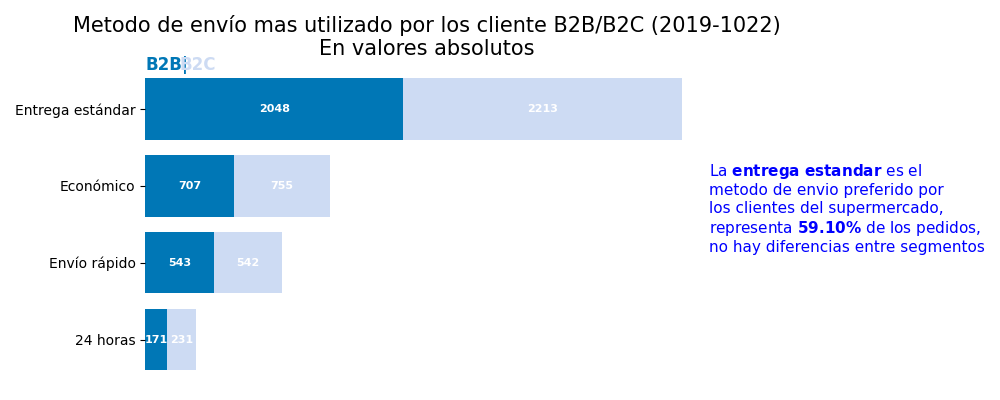 Metodo de envío mas utilizado por los cliente B2B/B2C (2019-1022)
En valores absolutos
B2B|B2C
Entrega estándar 2048 2213
Económico 707 755
Envío rápido 543 542
24 horas 171 231
La entrega estandar es el
metodo de envio preferido por
los clientes del supermercado,
representa 59.10% de los pedidos,
no hay diferencias entre segmentos